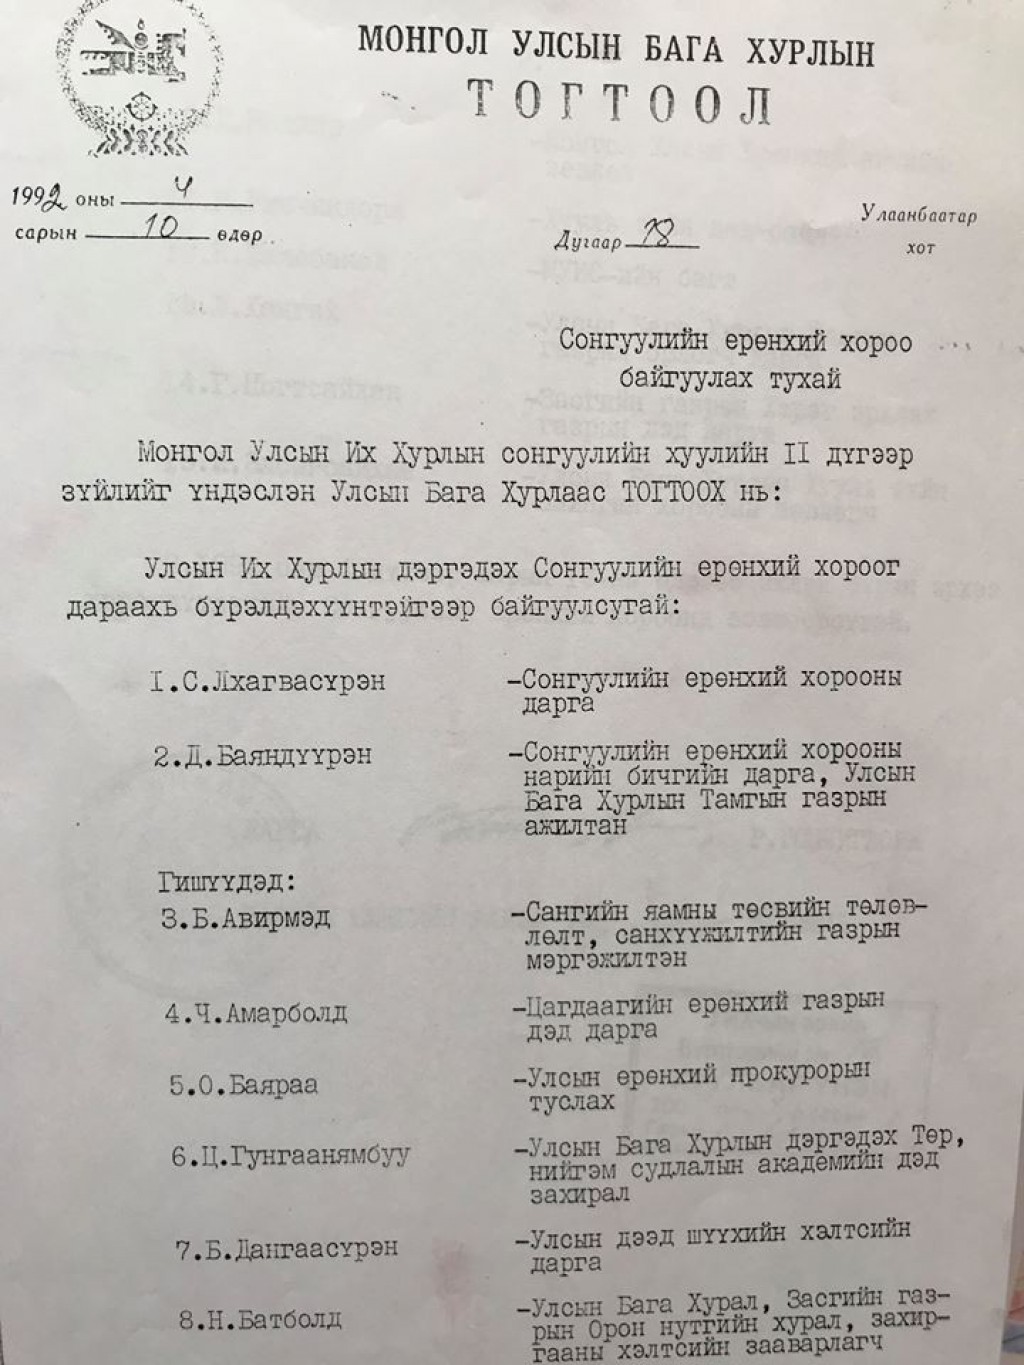 МОНГОЛ УЛСЫН БАГА ХУРЛЫН
ТОГТООЛ
1992 оны 4
сарын 10 өдөр
Дугаар 18
Улаанбаатар
хот
Сонгуулийн ерөнхий хороо
байгуулах тухай
Монгол Улсын Их Хурлын сонгуулийн хуулийн II дүгээр
зүйлийг үндэслэн Улсын Бага Хурлаас ТОГТООХ нь:
Улсын Их Хурлын дэргэдэх Сонгуулийн ерөнхий хороог
дараахь бүрэлдэхүүнтэйгээр байгуулсугай:
I.С.Лхагвасүрэн
-Сонгуулийн ерөнхий хорооны
дарга
2.Д.Баяндүүрэн
-Сонгуулийн ерөнхий хорооны
нарийн бичгийн дарга, Улсын
Бага Хурлын Тамгын газрын
ажилтан
Гишүүдэд:
3.Б.Авирмэд
-Сангийн яамны төсвийн төлөв-
лөлт, санхүүжилтийн газрын
мэргэжилтэн
4.Ч.Амарболд
-Цагдаагийн ерөнхий газрын
дэд дарга
5.О.Баяраа
-Улсын ерөнхий прокурорын
туслах
6.Ц.Гунгаанямбуу
-Улсын Бага Хурлын дэргэдэх Төр,
нийгэм судлалын академийн дэд
захирал
7.Б.Дангаасүрэн
-Улсын дээд шүүхийн хэлтсийн
дарга
8.Н.Батболд
-Улсын Бага Хурал, Засгийн газ-
рын Орон нутгийн хурал, захир-
гааны хэлтсийн зааварлагч